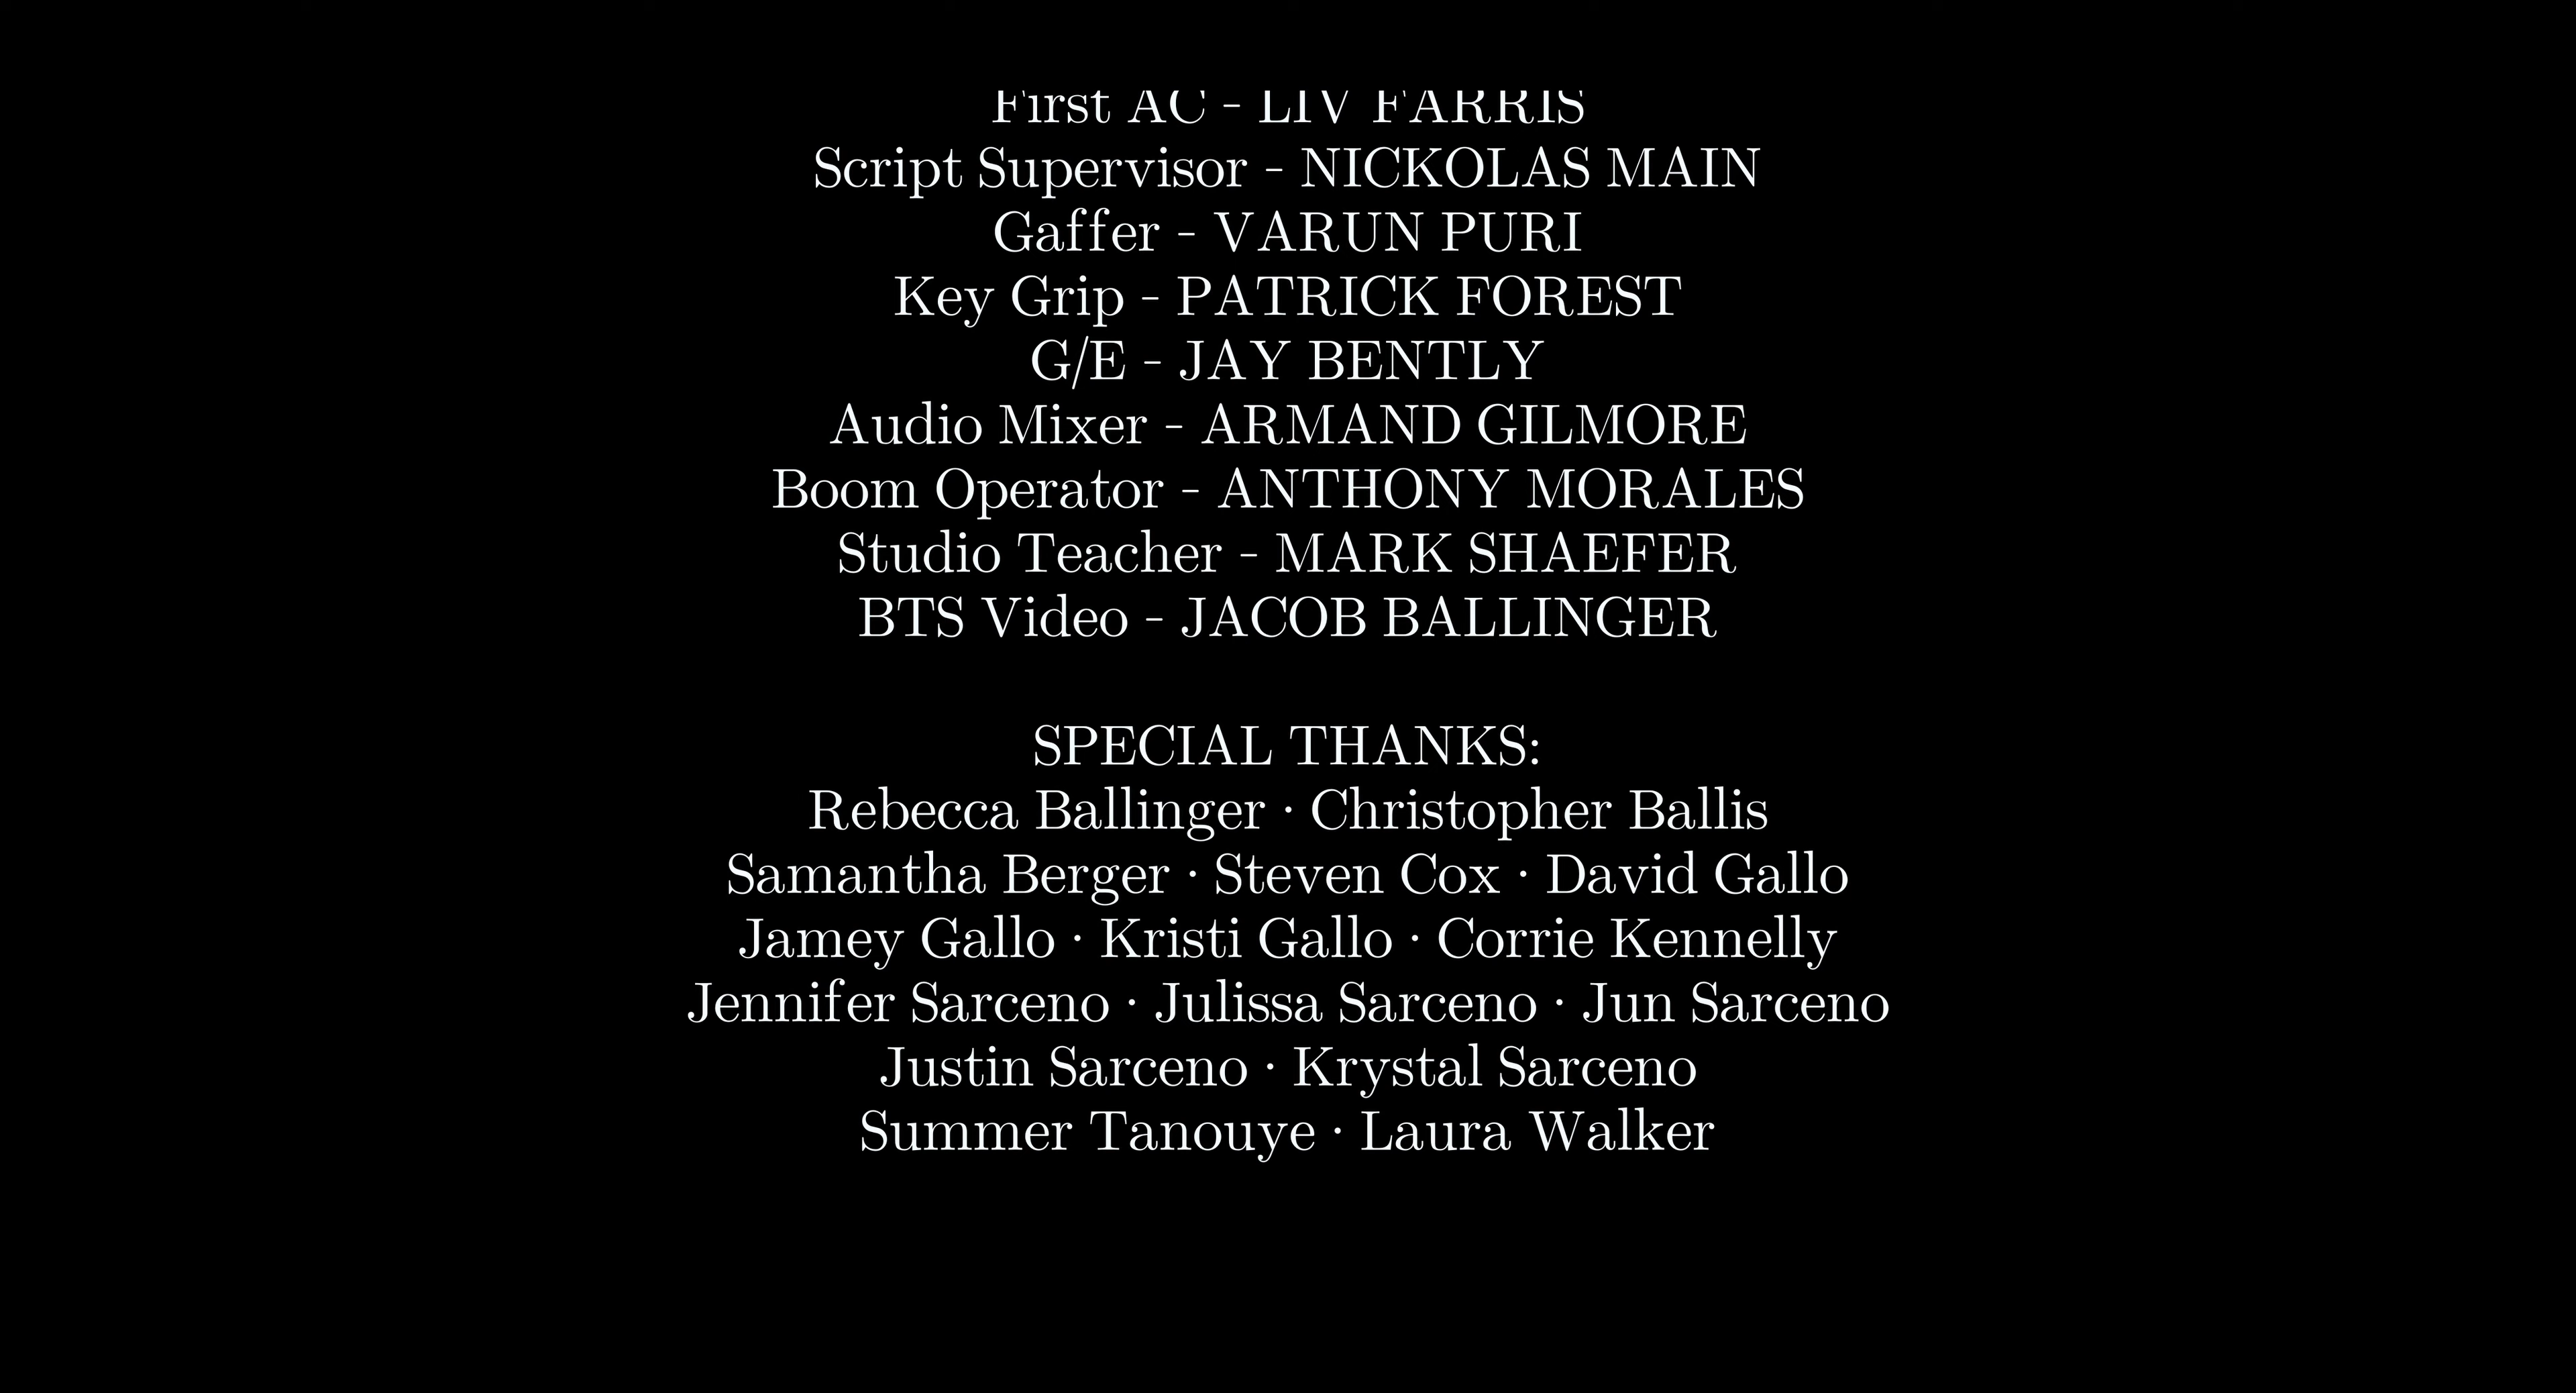 First AC - LIV FARRIS
Script Supervisor - NICKOLAS MAIN
Gaffer - VARUN PURI
Key Grip - PATRICK FOREST
G/E - JAY BENTLY
Audio Mixer - ARMAND GILMORE
Boom Operator - ANTHONY MORALES
Studio Teacher - MARK SHAEFER
BTS Video - JACOB BALLINGER
SPECIAL THANKS:
Rebecca Ballinger · Christopher Ballis
Samantha Berger · Steven Cox · David Gallo
Jamey Gallo · Kristi Gallo · Corrie Kennelly
Jennifer Sarceno · Julissa Sarceno · Jun Sarceno
Justin Sarceno · Krystal Sarceno
Summer Tanouye · Laura Walker